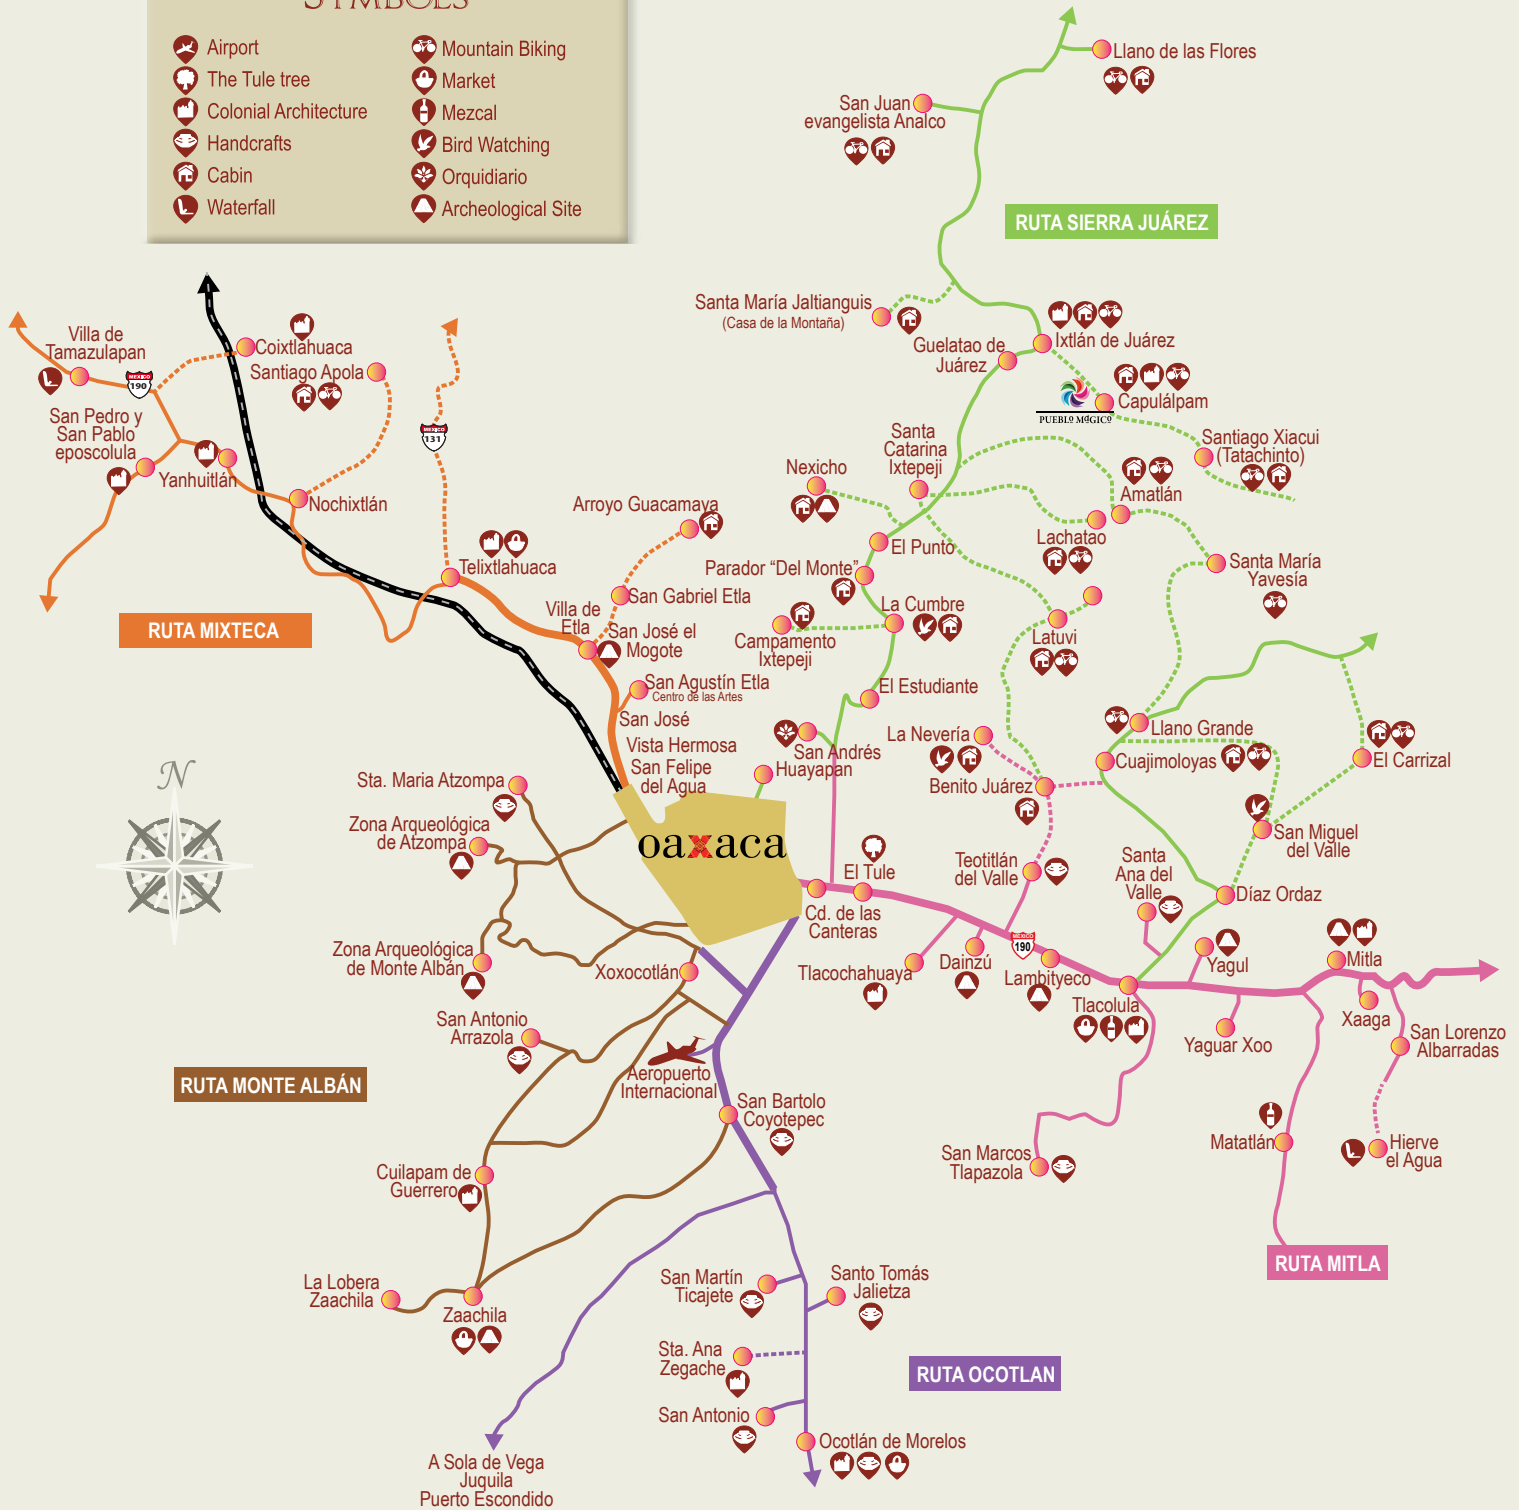 SYMBOLS
Airport
The Tule tree
Colonial Architecture
Handcrafts
Cabin
Waterfall
Mountain Biking
Market
Mezcal
Bird Watching
Orquidiario
Archeological Site
Llano de las Flores
San Juan
evangelista Analco
RUTA SIERRA JUÁREZ
Santa María Jaltianguis
(Casa de la Montaña)
Guelatao de
Juárez
Ixtlán de Juárez
Capulálpam
PUEBLO MÁGICO
Santiago Xiacui
(Tatachinto)
Villa de
Tamazulapan
MEXICO
190
Coixtlahuaca
Santiago Apola
San Pedro y
San Pablo
eposcolula
Yanhuitlán
Nochixtlán
MEXICO
131
Telixtlahuaca
RUTA MIXTECA
Arroyo Guacamaya
San Gabriel Etla
Villa de
Etla
San José el
Mogote
San Agustín Etla
Centro de las Artes
San José
Vista Hermosa
San Felipe
del Agua
Nexicho
Santa
Catarina
Ixtepeji
El Punto
Parador “Del Monte”
La Cumbre
Campamento
Ixtepeji
El Estudiante
Amatlán
Lachatao
Santa María
Yavesía
Latuvi
Llano Grande
Cuajimoloyas
El Carrizal
San Miguel
del Valle
La Nevería
Benito Juárez
San Andrés
Huayapan
N
Sta. Maria Atzompa
Zona Arqueológica
de Atzompa
oaxaca
Zona Arqueológica
de Monte Albán
Xoxocotlán
San Antonio
Arrazola
RUTA MONTE ALBÁN
Aeropuerto
Internacional
San Bartolo
Coyotepec
Cuilapam de
Guerrero
La Lobera
Zaachila
Zaachila
El Tule
Cd. de las
Canteras
Teotitlán
del Valle
Santa
Ana del
Valle
Díaz Ordaz
Tlacochahuaya
Dainzú
MEXICO
190
Lambityeco
Tlacolula
Yagul
Mitla
Yaguar Xoo
Xaaga
San Lorenzo
Albarradas
San Marcos
Tlapazola
Matatlán
Hierve
el Agua
RUTA MITLA
San Martín
Ticajete
Santo Tomás
Jalietza
Sta. Ana
Zegache
San Antonio
Ocotlán de Morelos
RUTA OCOTLAN
A Sola de Vega
Juquila
Puerto Escondido